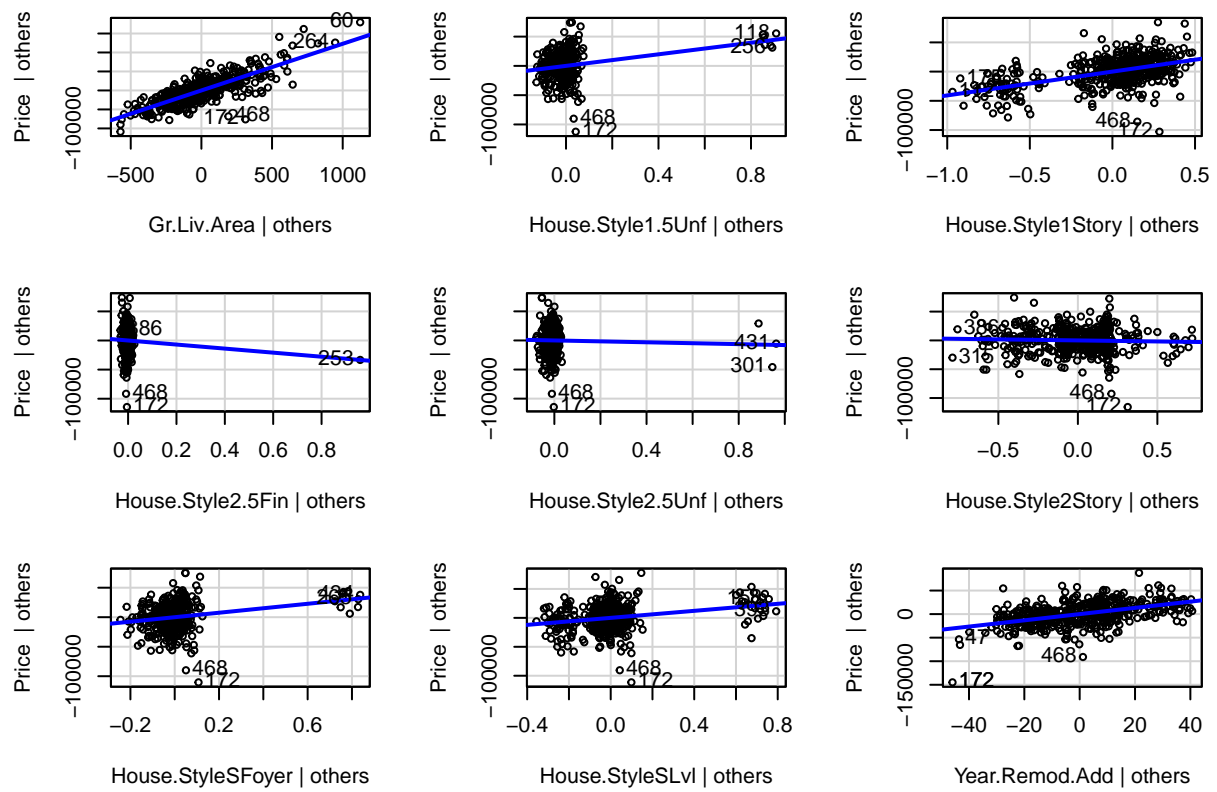 Price | others
−100000
60
264
172
468
−500 0 500 1000
Gr.Liv.Area | others
Price | others
−100000
118
468
172
0.0 0.4 0.8
House.Style1.5Unf | others
Price | others
−100000
468
172
−1.0 −0.5 0.0 0.5
House.Style1Story | others
Price | others
−100000
86
253
468
172
0.0 0.2 0.4 0.6 0.8
House.Style2.5Fin | others
Price | others
−100000
431
301
468
172
0.0 0.4 0.8
House.Style2.5Unf | others
Price | others
−100000
468
172
−0.5 0.0 0.5
House.Style2Story | others
Price | others
−100000
468
172
−0.2 0.2 0.6
House.StyleSFoyer | others
Price | others
−100000
468
172
−0.4 0.0 0.4 0.8
House.StyleSLvl | others
Price | others
−150000 0
47
468
172
−40 −20 0 20 40
Year.Remod.Add | others